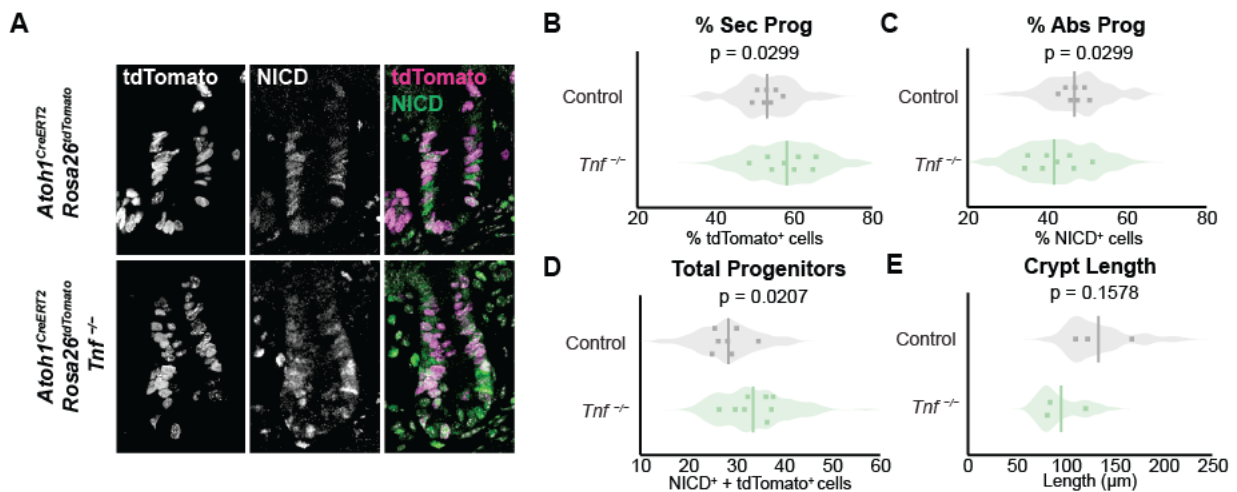 A
tdTomato
NICD
tdTomato
NICD
Atoh1CreERT2
Rosa26tdTomato
Atoh1CreERT2
Rosa26tdTomato
Tnf −/−
B
% Sec Prog
p = 0.0299
Control
Tnf −/−
20 40 60 80
% tdTomato+ cells
C
% Abs Prog
p = 0.0299
20 40 60 80
% NICD+ cells
D
Total Progenitors
p = 0.0207
Control
Tnf −/−
10 20 30 40 50 60
NICD+ + tdTomato+ cells
E
Crypt Length
p = 0.1578
Control
Tnf −/−
0 50 100 150 200 250
Length (µm)